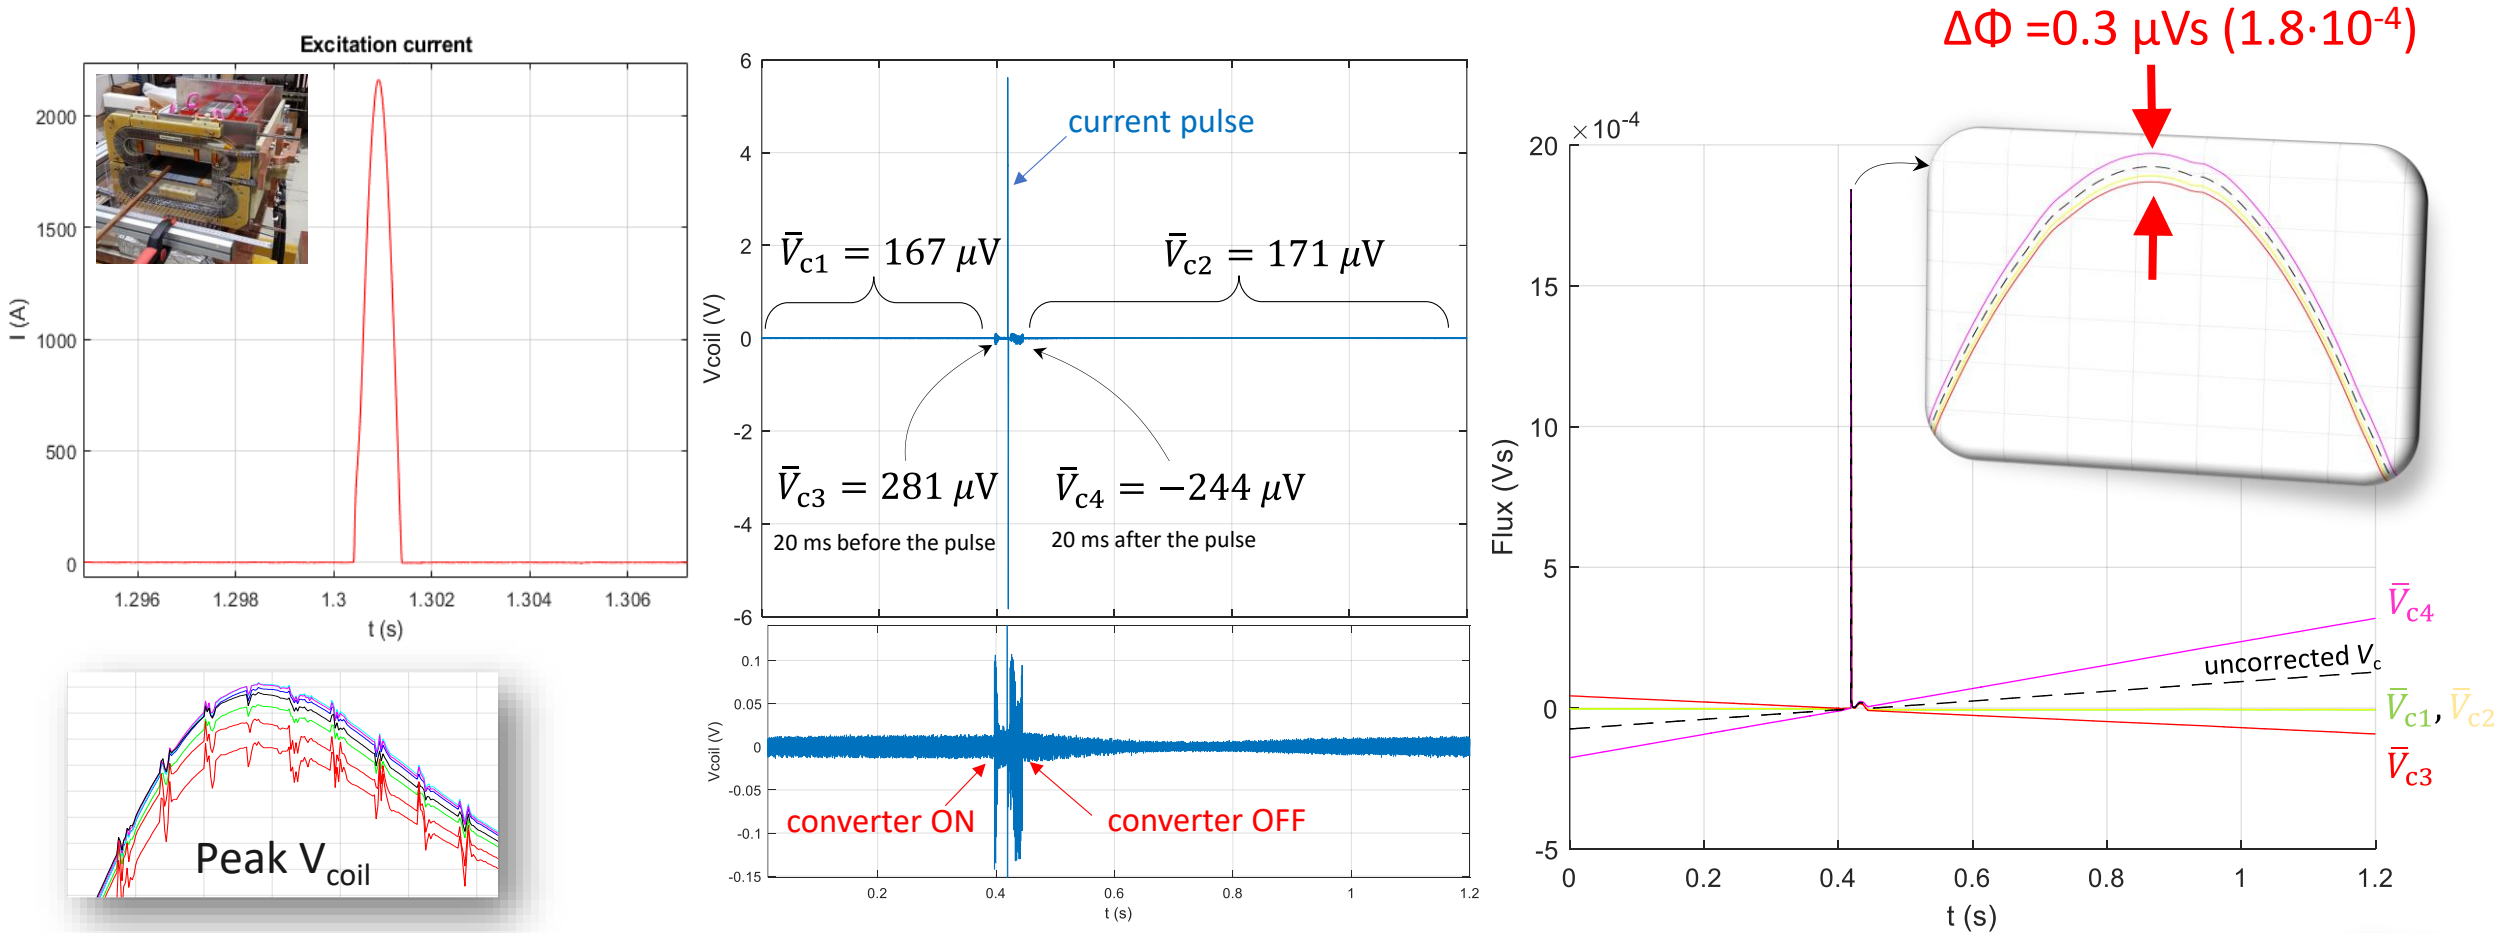 Excitation current
2000
1500
1000
500
0
I (A)
1.296
1.298
1.3
1.302
1.304
1.306
t (s)
Peak Vcoil
6
4
2
0
-2
-4
-6
Vcoil (V)
current pulse
V̅c1 = 167 μV
V̅c2 = 171 μV
V̅c3 = 281 μV
20 ms before the pulse
V̅c4 = −244 μV
20 ms after the pulse
0.1
0.05
0
-0.05
-0.1
-0.15
Vcoil (V)
converter ON
converter OFF
0.2
0.4
0.6
0.8
1
1.2
t (s)
ΔΦ =0.3 μVs (1.8·10-4)
×10-4
20
15
10
5
0
-5
Flux (Vs)
V̅c4
uncorrected Vc
V̅c1, V̅c2
V̅c3
0
0.2
0.4
0.6
0.8
1
1.2
t (s)